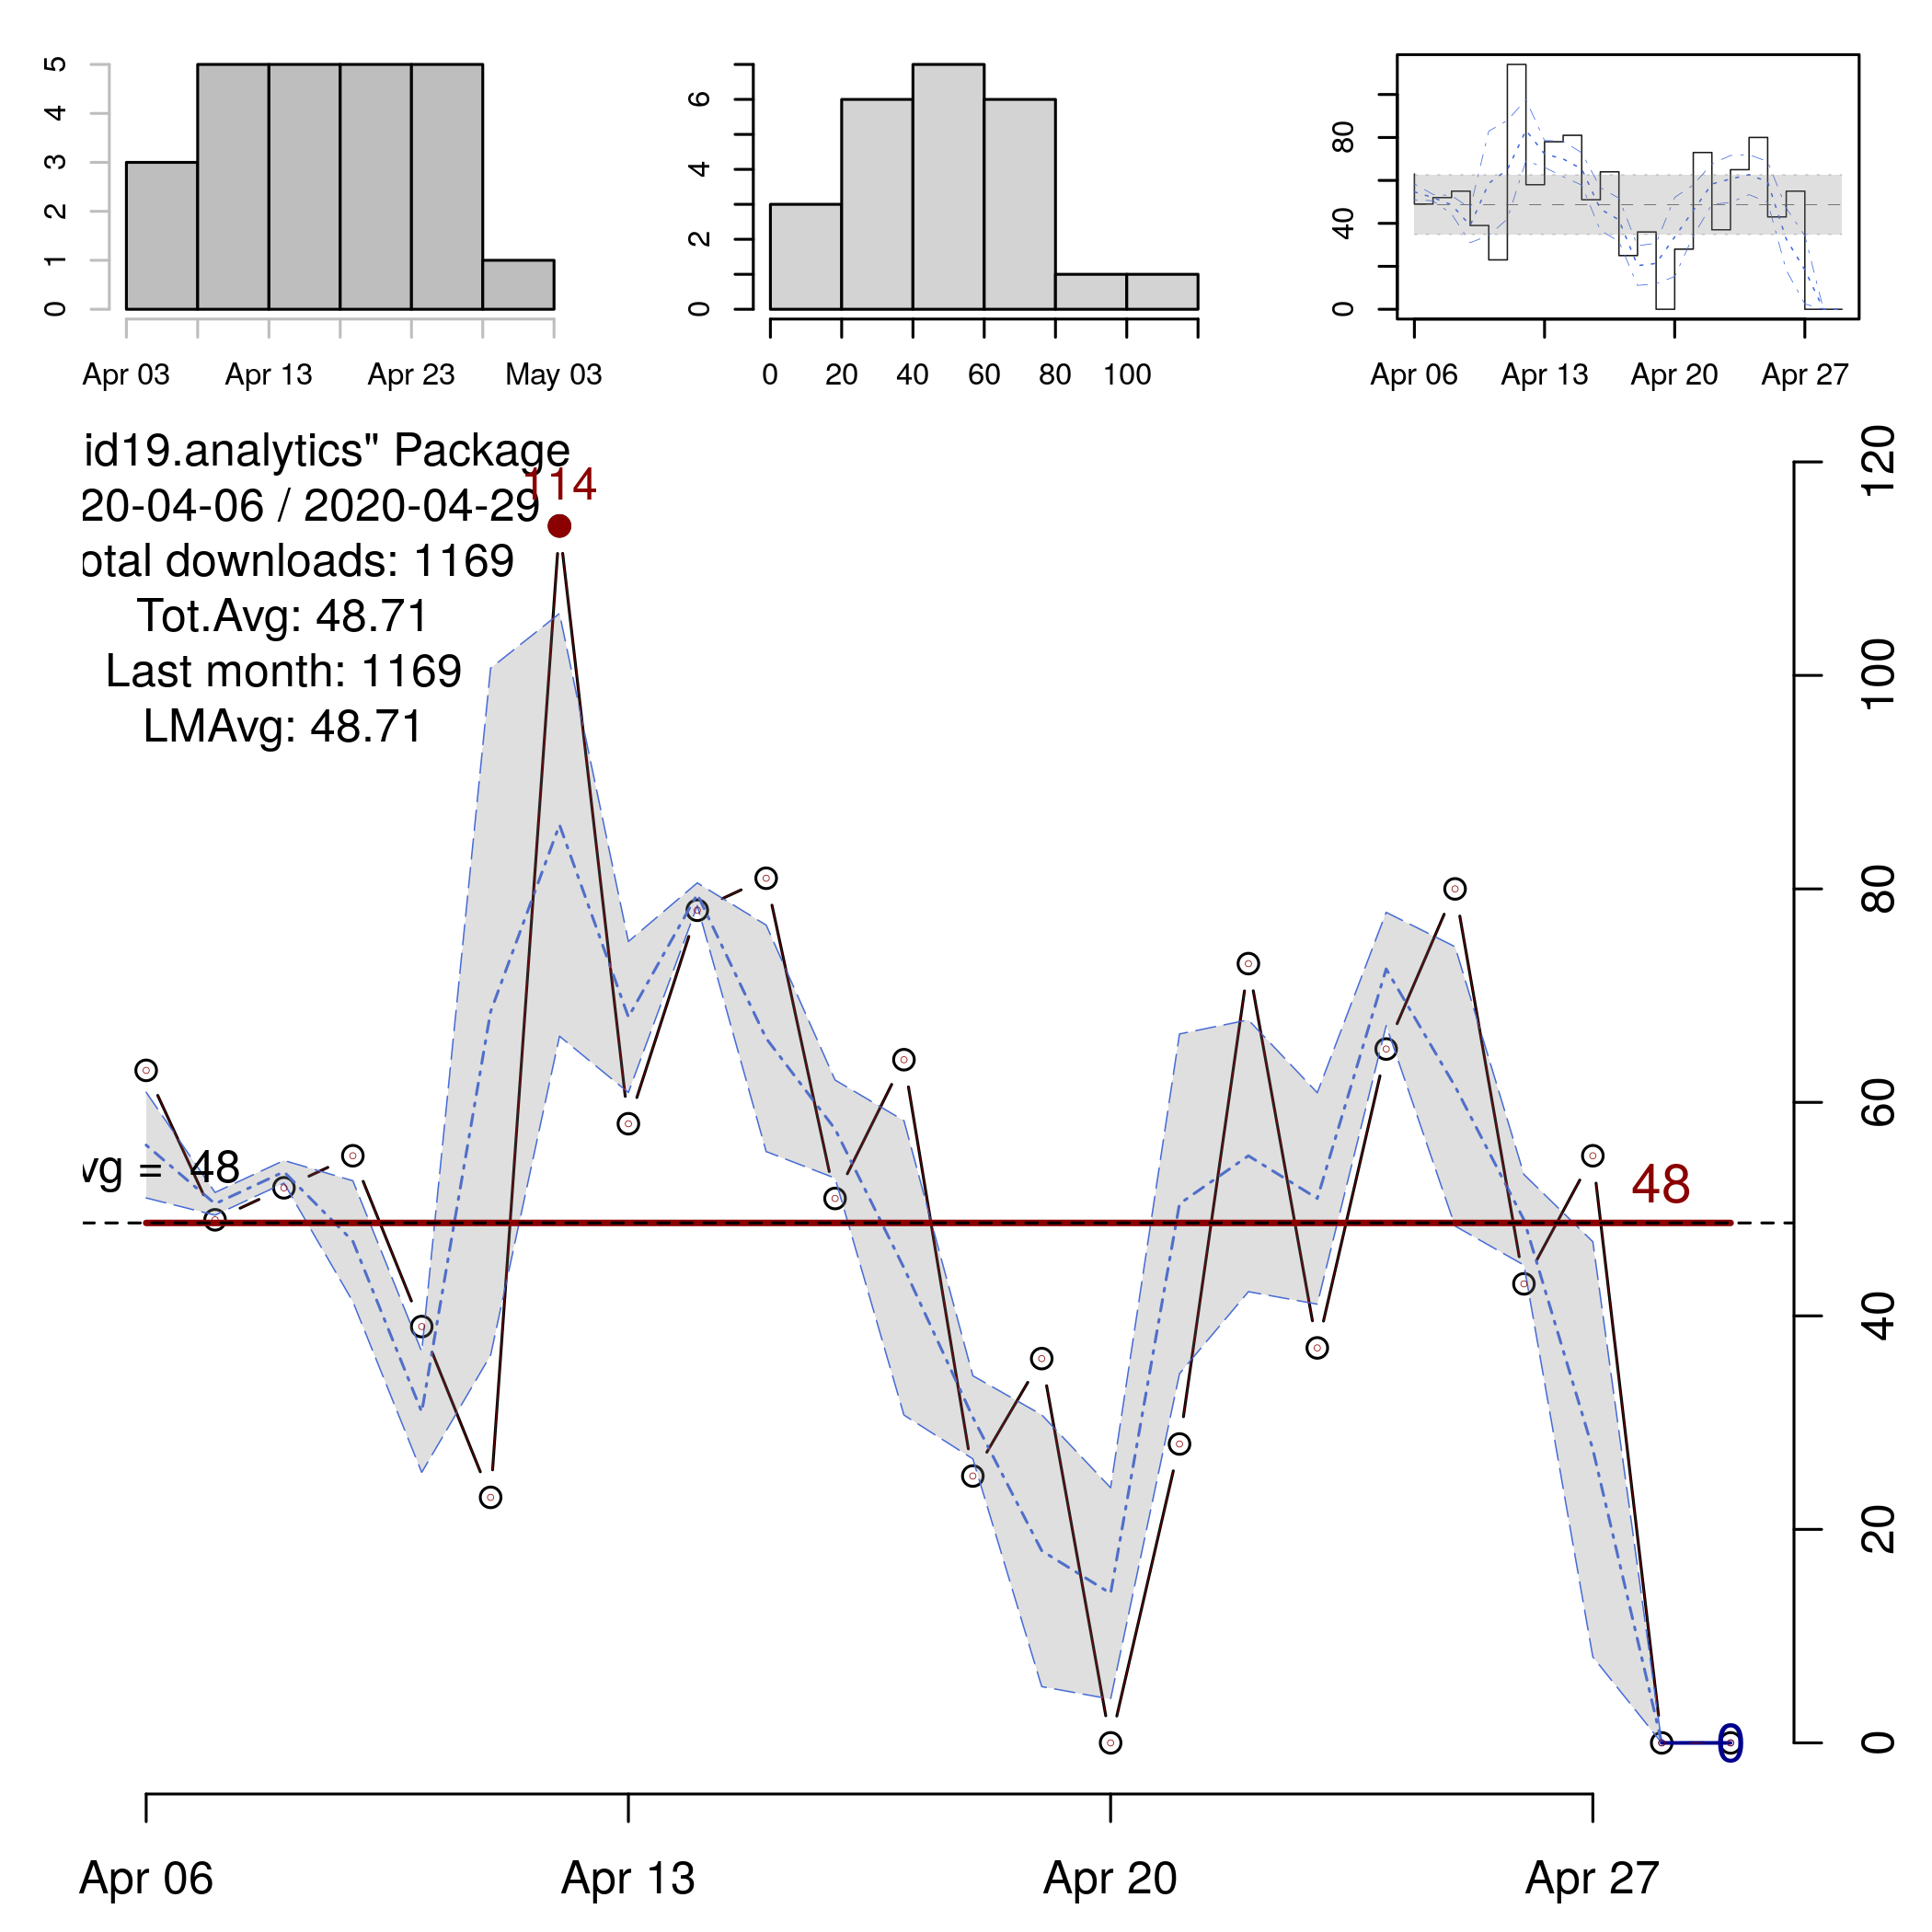 5
4
3
2
1
0
Apr 03 Apr 13 Apr 23 May 03
6
4
2
0
0 20 40 60 80 100
80
40
0
Apr 06 Apr 13 Apr 20 Apr 27
id19.analytics" Package
20-04-06 / 2020-04-29
otal downloads: 1169
Tot.Avg: 48.71
Last month: 1169
LMAvg: 48.71
114
vg = 48
48
0
120
100
80
60
40
20
0
Apr 06 Apr 13 Apr 20 Apr 27